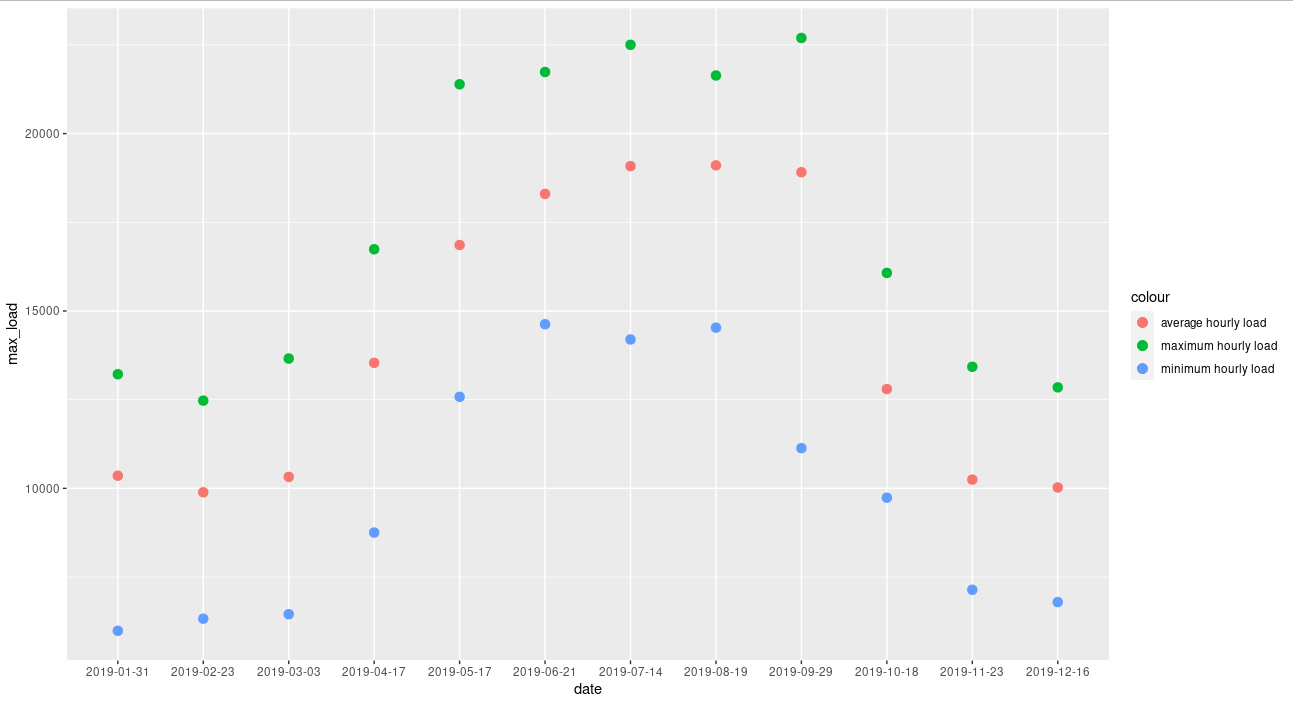 max_load
20000
15000
10000
2019-01-31 2019-02-23 2019-03-03 2019-04-17 2019-05-17 2019-06-21 2019-07-14 2019-08-19 2019-09-29 2019-10-18 2019-11-23 2019-12-16
date
colour
average hourly load
maximum hourly load
minimum hourly load